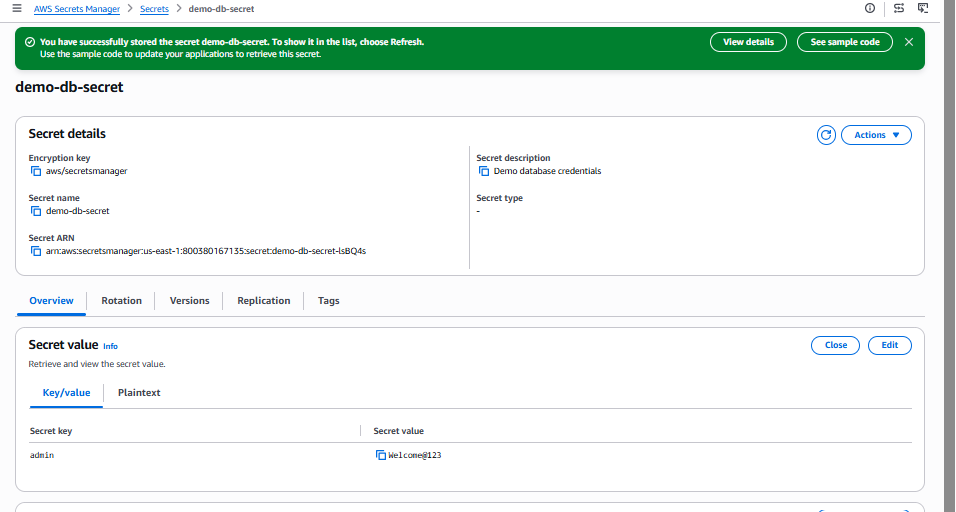 AWS Secrets Manager > Secrets > demo-db-secret
You have successfully stored the secret demo-db-secret. To show it in the list, choose Refresh.
Use the sample code to update your applications to retrieve this secret.
View details
See sample code
demo-db-secret
Secret details
Actions
Encryption key
aws/secretsmanager
Secret description
Demo database credentials
Secret name
demo-db-secret
Secret type
-
Secret ARN
arn:aws:secretsmanager:us-east-1:800380167135:secret:demo-db-secret-lsBQ4s
Overview
Rotation
Versions
Replication
Tags
Secret value Info
Close
Edit
Retrieve and view the secret value.
Key/value
Plaintext
Secret key
Secret value
admin
Welcome@123